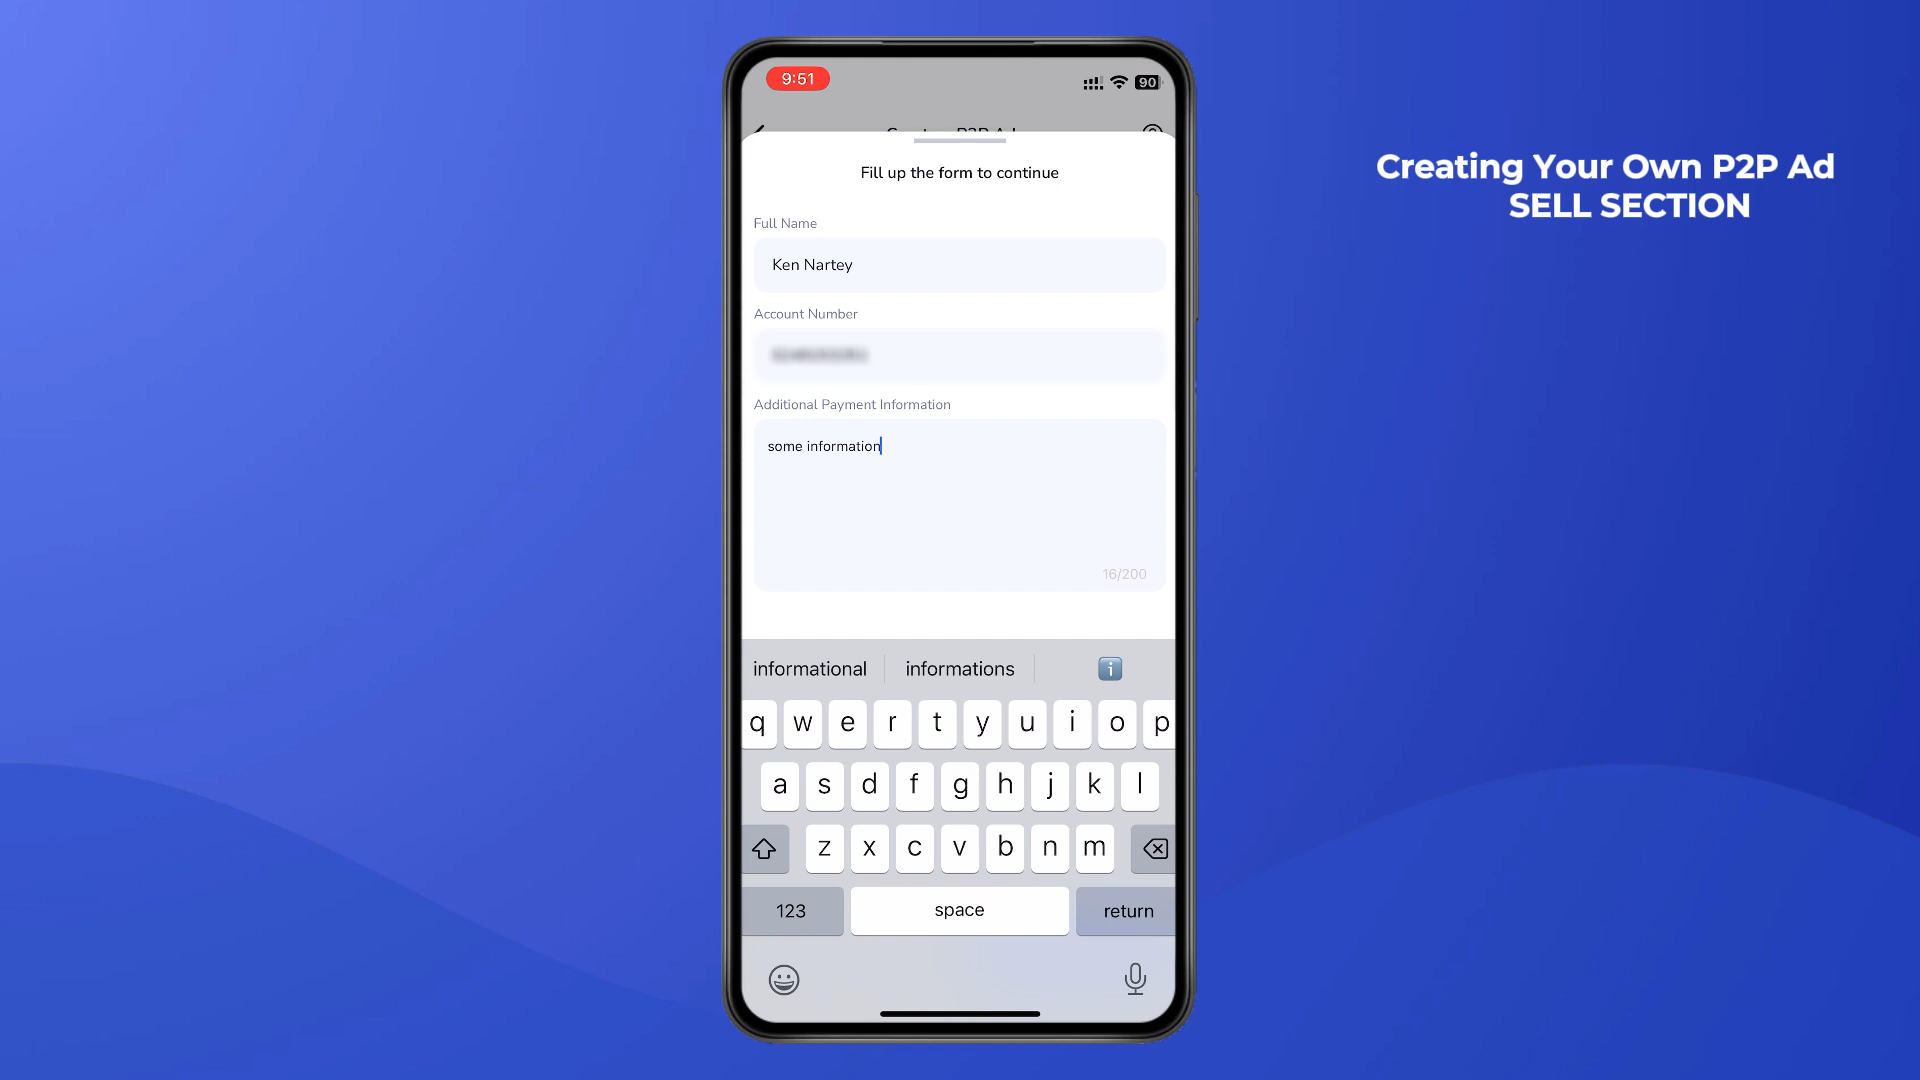 9:51
90
Creating Your Own P2P Ad
SELL SECTION
Fill up the form to continue
Full Name
Ken Nartey
Account Number
Additional Payment Information
some information
16/200
informational
informations
q w e r t y u i o p
a s d f g h j k l
z x c v b n m
123
space
return